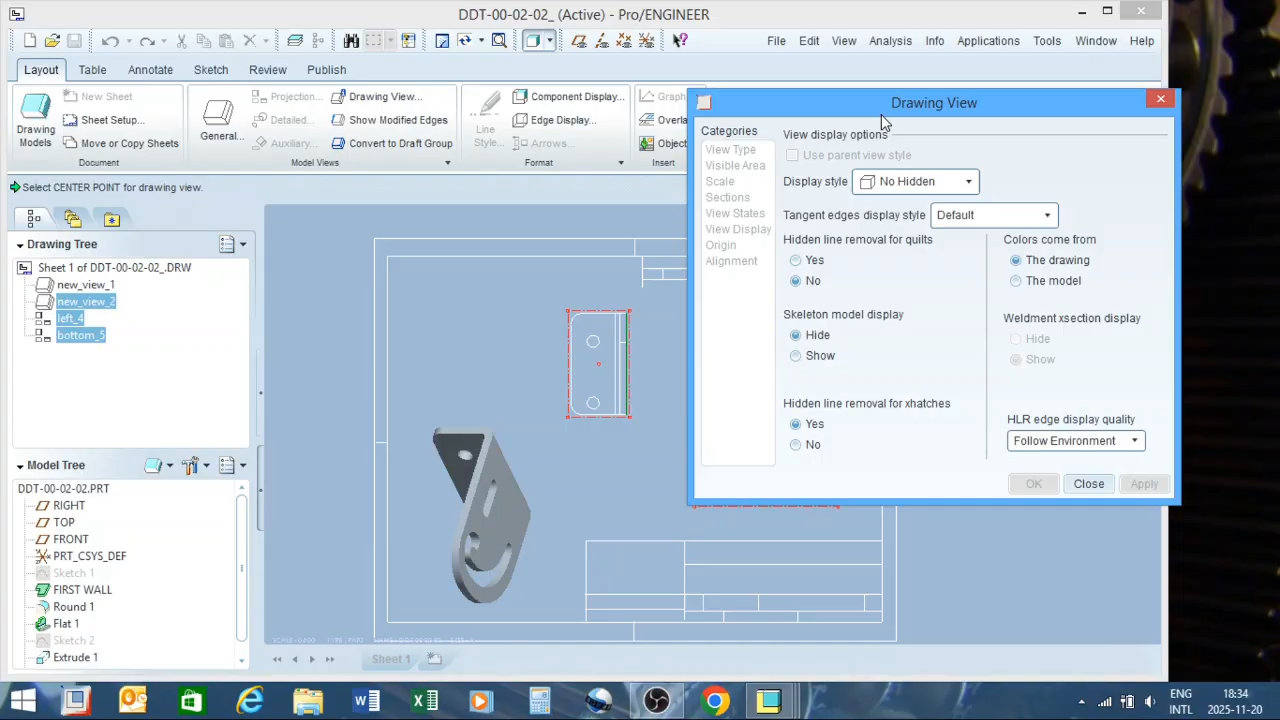 DDT-00-02-02_ (Active) - Pro/ENGINEER
File Edit View Analysis Info Applications Tools Window Help
Layout Table Annotate Sketch Review Publish
Drawing Models
New Sheet
Sheet Setup...
Move or Copy Sheets
Document
General...
Projection...
Detailed...
Auxiliary...
Drawing View...
Show Modified Edges
Convert to Draft Group
Model Views
Line Style
Component Display...
Edge Display...
Arrows...
Format
Graph
Overla
Object
Insert
Select CENTER POINT for drawing view.
Drawing Tree
Sheet 1 of DDT-00-02-02_.DRW
new_view_1
new_view_2
left_4
bottom_5
Model Tree
DDT-00-02-02.PRT
RIGHT
TOP
FRONT
PRT_CSYS_DEF
Sketch 1
FIRST WALL
Round 1
Flat 1
Sketch 2
Extrude 1
Sheet 1
Drawing View
Categories
View Type
Visible Area
Scale
Sections
View States
View Display
Origin
Alignment
View display options
Use parent view style
Display style No Hidden
Tangent edges display style Default
Hidden line removal for quilts
Yes
No
Skeleton model display
Hide
Show
Hidden line removal for xhatches
Yes
No
Colors come from
The drawing
The model
Weldment xsection display
Hide
Show
HLR edge display quality
Follow Environment
OK Close Apply
ENG
INTL
18:34
2025-11-20